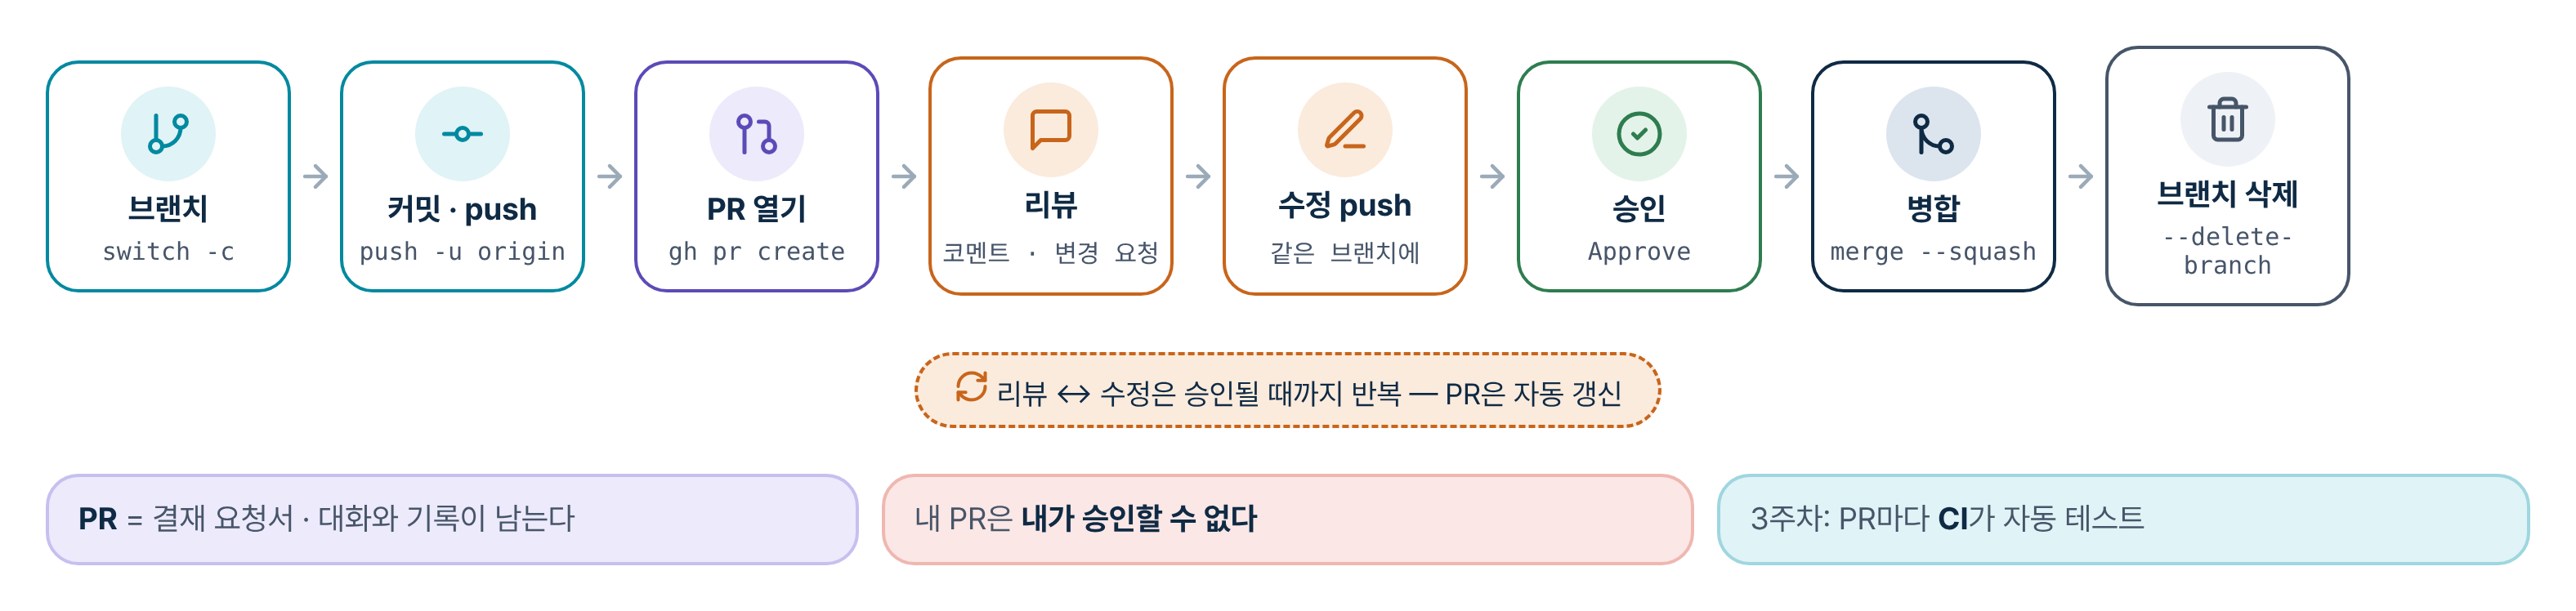 브랜치
switch -c
커밋 · push
push -u origin
PR 열기
gh pr create
리뷰
코멘트 · 변경 요청
수정 push
같은 브랜치에
승인
Approve
병합
merge --squash
브랜치 삭제
--delete-
branch
리뷰 ↔ 수정은 승인될 때까지 반복 — PR은 자동 갱신
PR = 결재 요청서 · 대화와 기록이 남는다
내 PR은 내가 승인할 수 없다
3주차: PR마다 CI가 자동 테스트